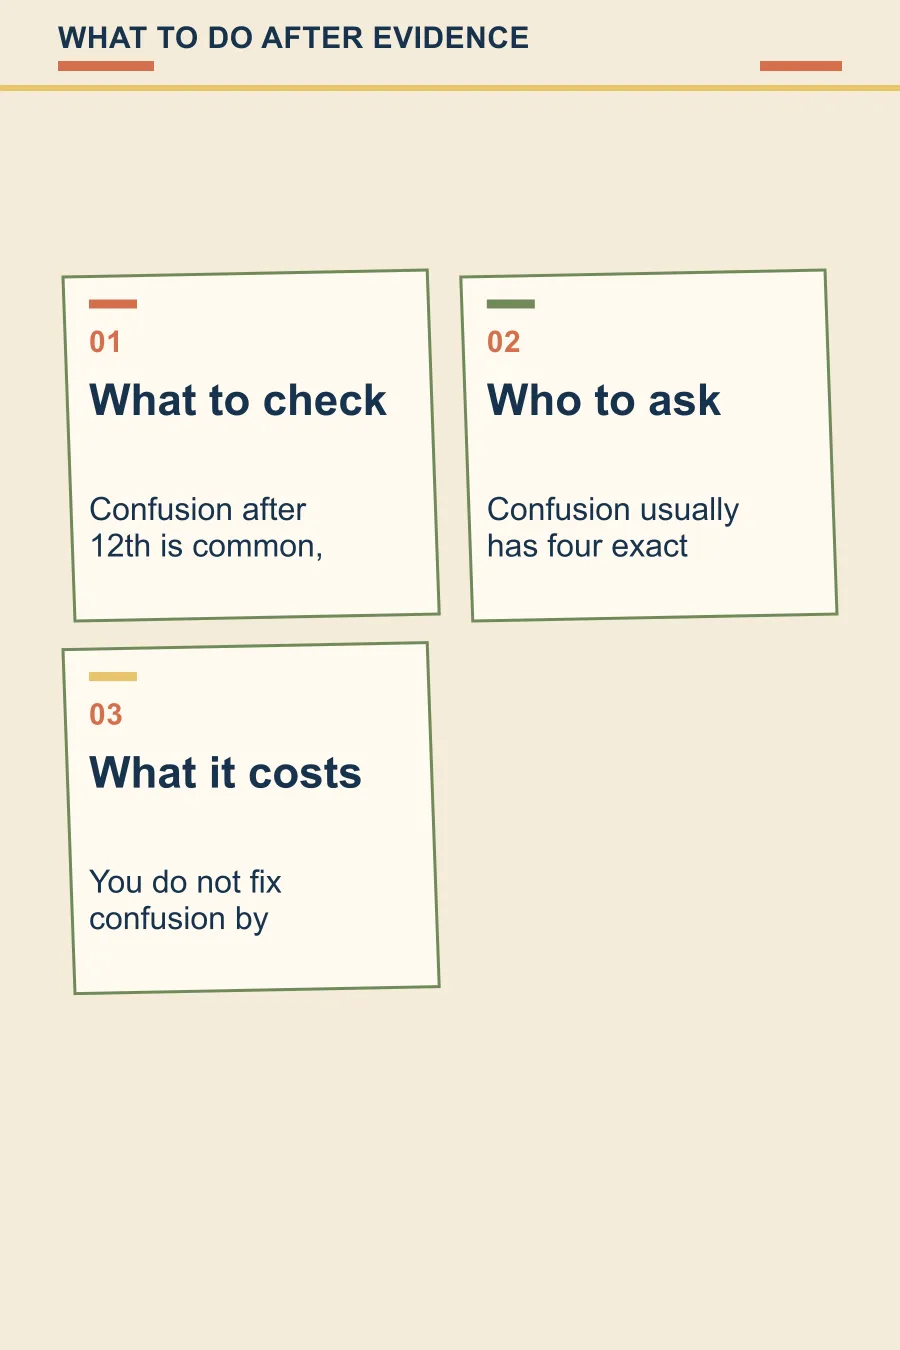 WHAT TO DO AFTER EVIDENCE
01
What to check
Confusion after
12th is common,
02
Who to ask
Confusion usually
has four exact
03
What it costs
You do not fix
confusion by